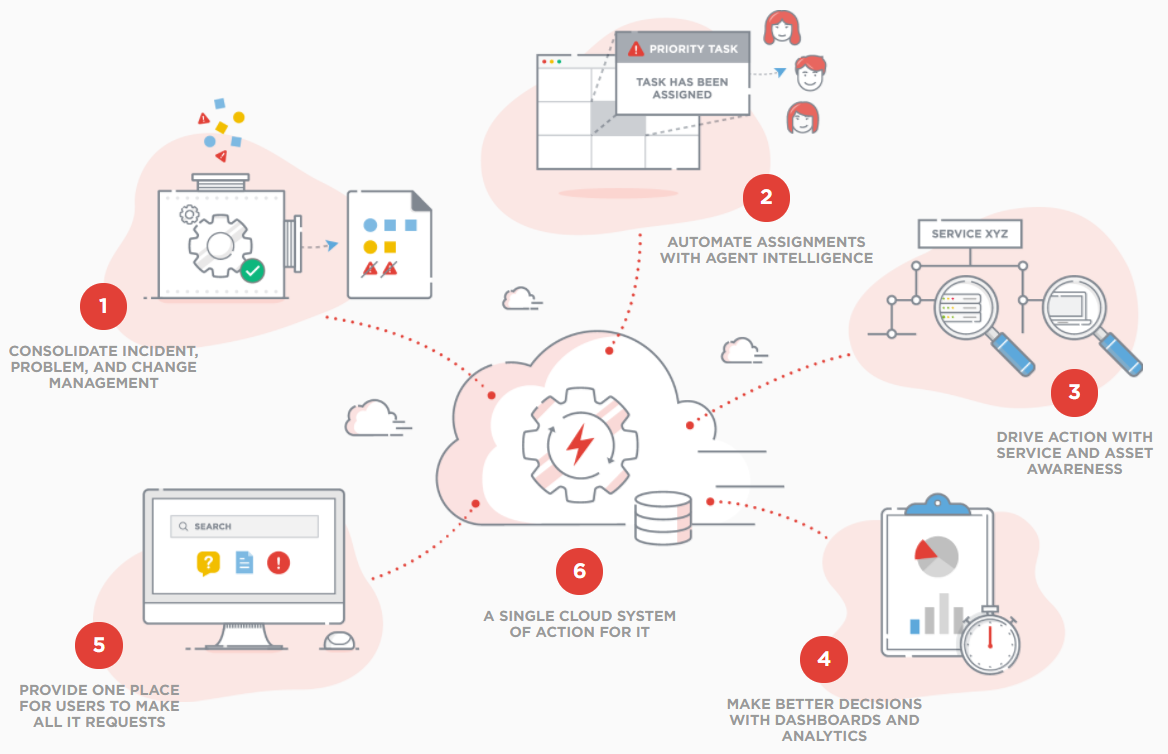 PRIORITY TASK
TASK HAS BEEN
ASSIGNED
1
CONSOLIDATE INCIDENT,
PROBLEM, AND CHANGE
MANAGEMENT
2
AUTOMATE ASSIGNMENTS
WITH AGENT INTELLIGENCE
SERVICE XYZ
3
DRIVE ACTION WITH
SERVICE AND ASSET
AWARENESS
4
MAKE BETTER DECISIONS
WITH DASHBOARDS AND
ANALYTICS
SEARCH
?
!
5
PROVIDE ONE PLACE
FOR USERS TO MAKE
ALL IT REQUESTS
6
A SINGLE CLOUD SYSTEM
OF ACTION FOR IT